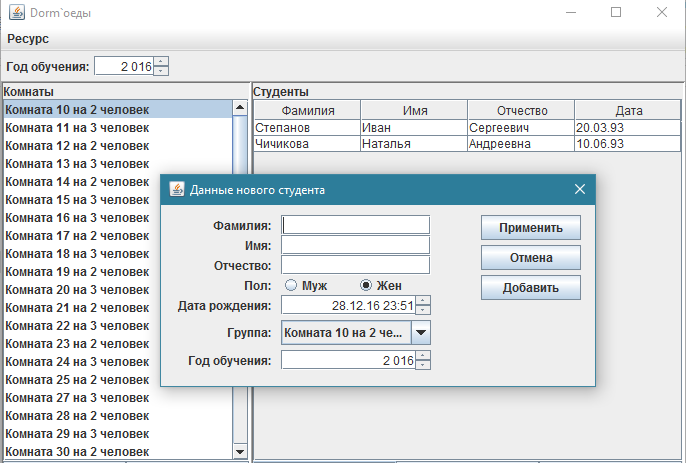 Dorm`оеды
Ресурс
Год обучения: 2 016
Комнаты
Комната 10 на 2 человек
Комната 11 на 3 человек
Комната 12 на 2 человек
Комната 13 на 3 человек
Комната 14 на 2 человек
Комната 15 на 3 человек
Комната 16 на 3 человек
Комната 17 на 2 человек
Комната 18 на 3 человек
Комната 19 на 2 человек
Комната 20 на 3 человек
Комната 21 на 2 человек
Комната 22 на 3 человек
Комната 23 на 2 человек
Комната 24 на 3 человек
Комната 25 на 2 человек
Комната 27 на 3 человек
Комната 28 на 2 человек
Комната 29 на 3 человек
Комната 30 на 2 человек
Студенты
Фамилия Имя Отчество Дата
Степанов Иван Сергеевич 20.03.93
Чичикова Наталья Андреевна 10.06.93
Данные нового студента
Фамилия:
Имя:
Отчество:
Пол: Муж Жен
Дата рождения: 28.12.16 23:51
Группа: Комната 10 на 2 че...
Год обучения: 2 016
Применить
Отмена
Добавить